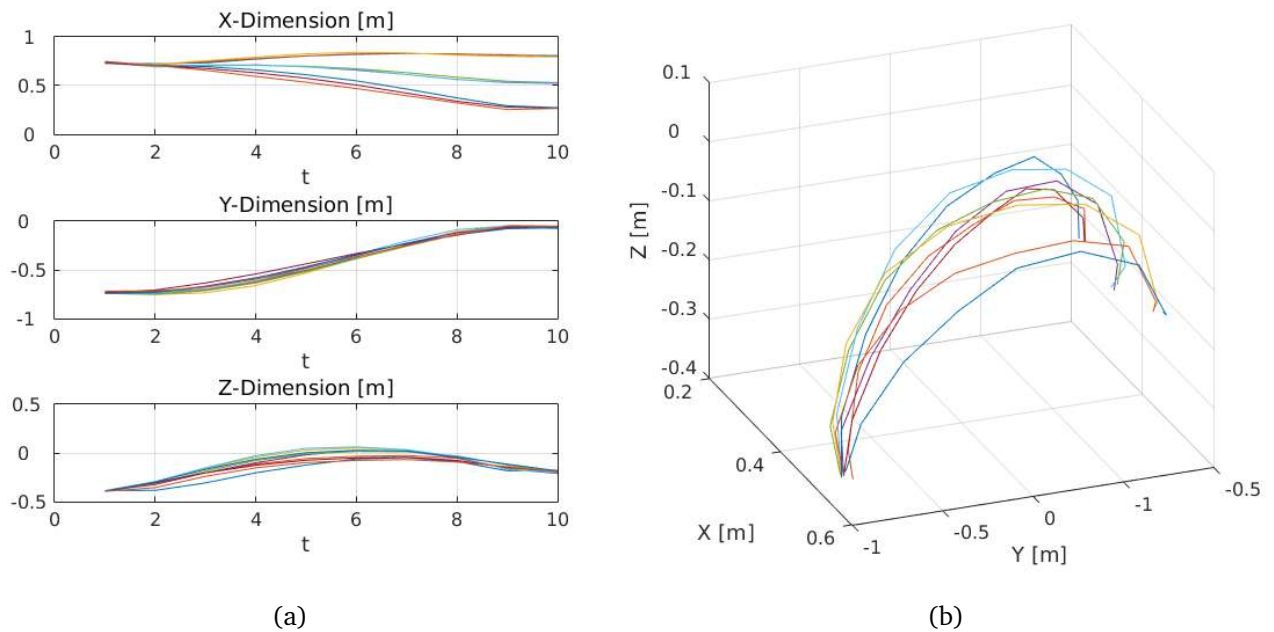 X-Dimension [m]
1
0.5
0
0 2 4 6 8 10
t
Y-Dimension [m]
0
-0.5
-1
0 2 4 6 8 10
t
Z-Dimension [m]
0.5
0
-0.5
0 2 4 6 8 10
t
(a)
0.1
0
-0.1
-0.2
-0.3
-0.4
Z [m]
0.2
0.4
0.6
X [m]
-1
-0.5
0
-1
-0.5
Y [m]
(b)